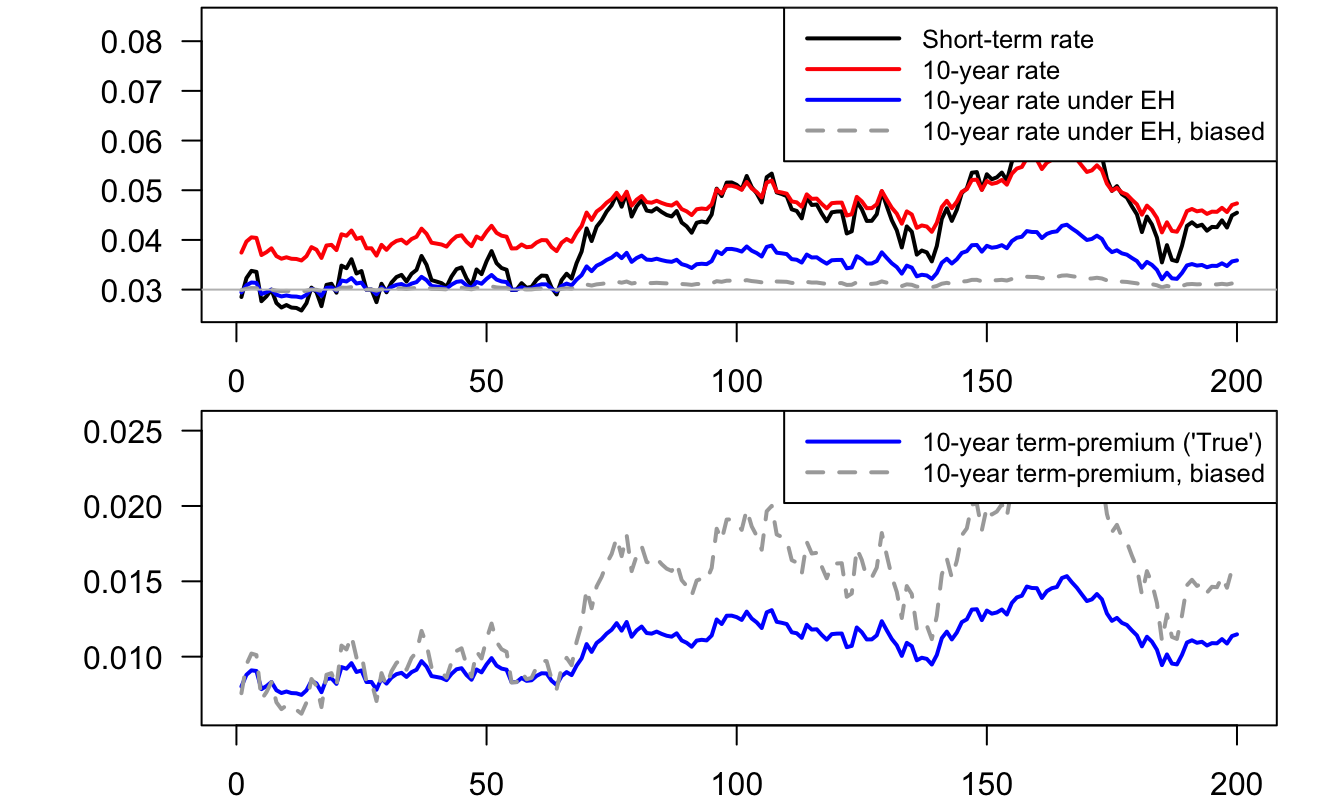 0.08
0.07
0.06
0.05
0.04
0.03
Short-term rate
10-year rate
10-year rate under EH
10-year rate under EH, biased
0 50 100 150 200
0.025
0.020
0.015
0.010
10-year term-premium ('True')
10-year term-premium, biased
0 50 100 150 200